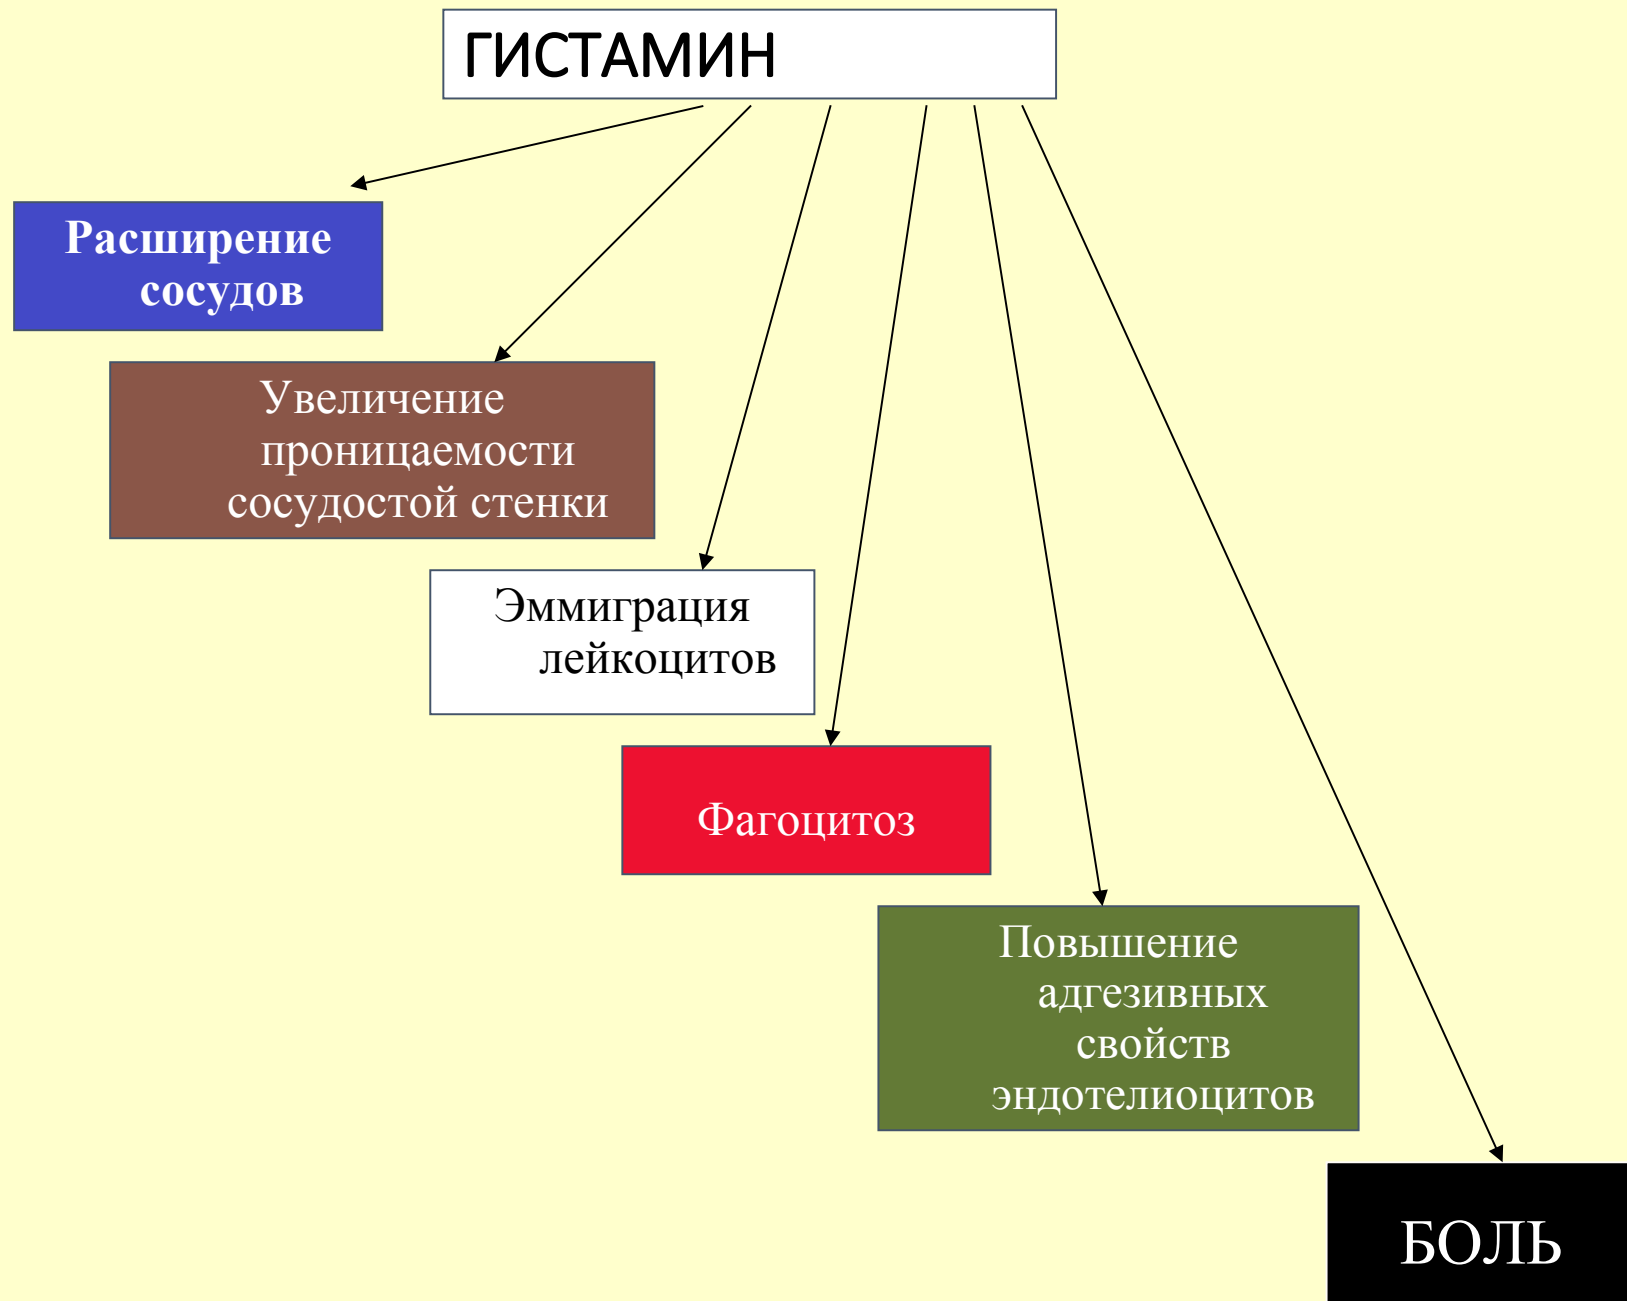 ГИСТАМИН
Расширение
сосудов
Увеличение
проницаемости
сосудостой стенки
Эммиграция
лейкоцитов
Фагоцитоз
Повышение
адгезивных
свойств
эндотелиоцитов
БОЛЬ